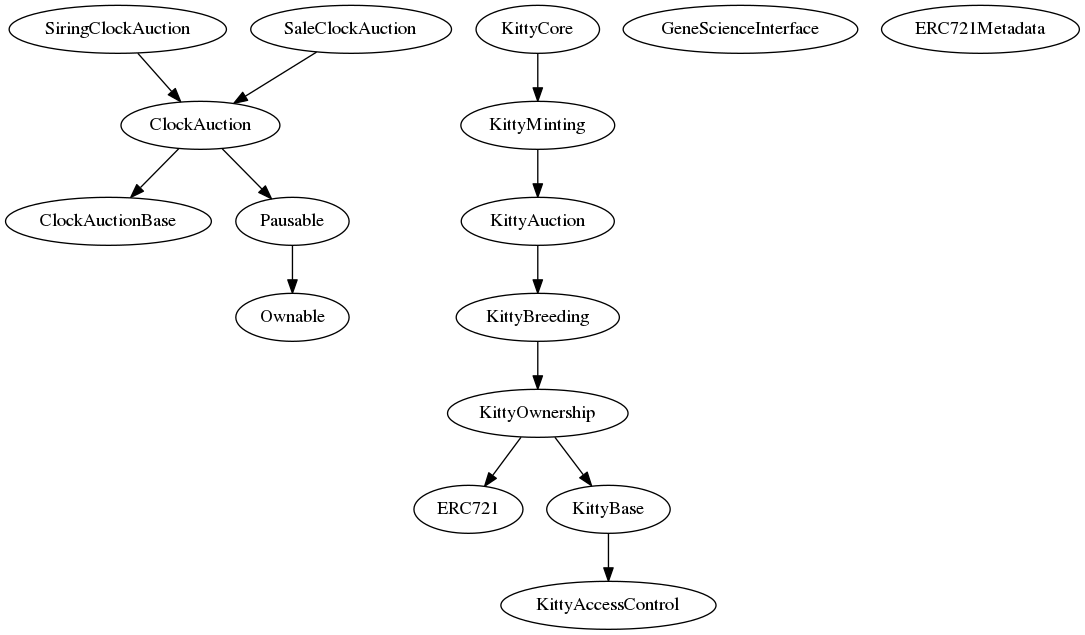 SiringClockAuction
SaleClockAuction
KittyCore
GeneScienceInterface
ERC721Metadata
ClockAuction
KittyMinting
ClockAuctionBase
Pausable
KittyAuction
Ownable
KittyBreeding
KittyOwnership
ERC721
KittyBase
KittyAccessControl